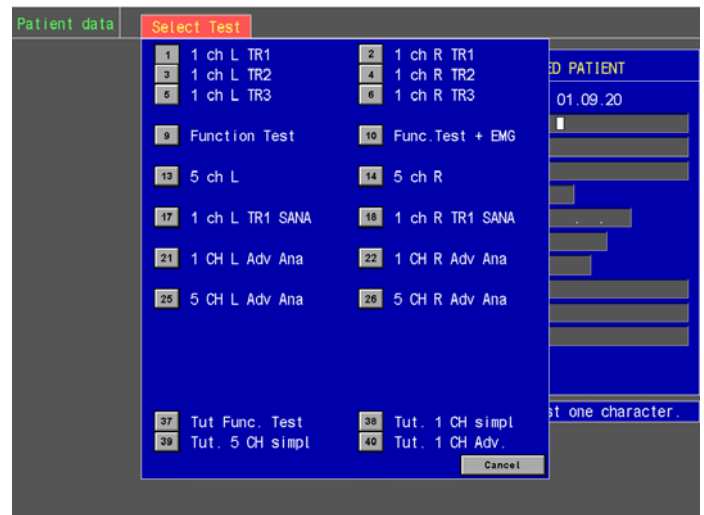 Patient data Select Test
1 1 ch L TR1 2 1 ch R TR1
3 1 ch L TR2 4 1 ch R TR2
5 1 ch L TR3 6 1 ch R TR3
ED PATIENT
01.09.20
9 Function Test 10 Func.Test + EMG
13 5 ch L 14 5 ch R
17 1 ch L TR1 SANA 18 1 ch R TR1 SANA
. .
21 1 CH L Adv Ana 22 1 CH R Adv Ana
25 5 CH L Adv Ana 26 5 CH R Adv Ana
st one character.
37 Tut Func. Test 38 Tut. 1 CH simpl
39 Tut. 5 CH simpl 40 Tut. 1 CH Adv.
Cancel